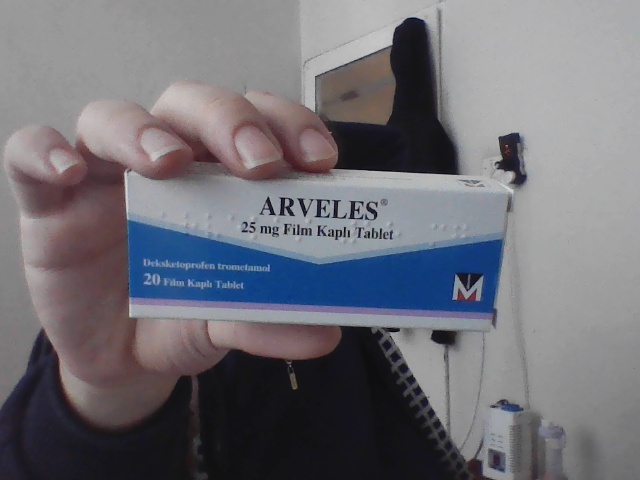 ARVELES®
25 mg Film Kaplı Tablet
Deksketoprofen trometamol
20 Film Kaplı Tablet
M